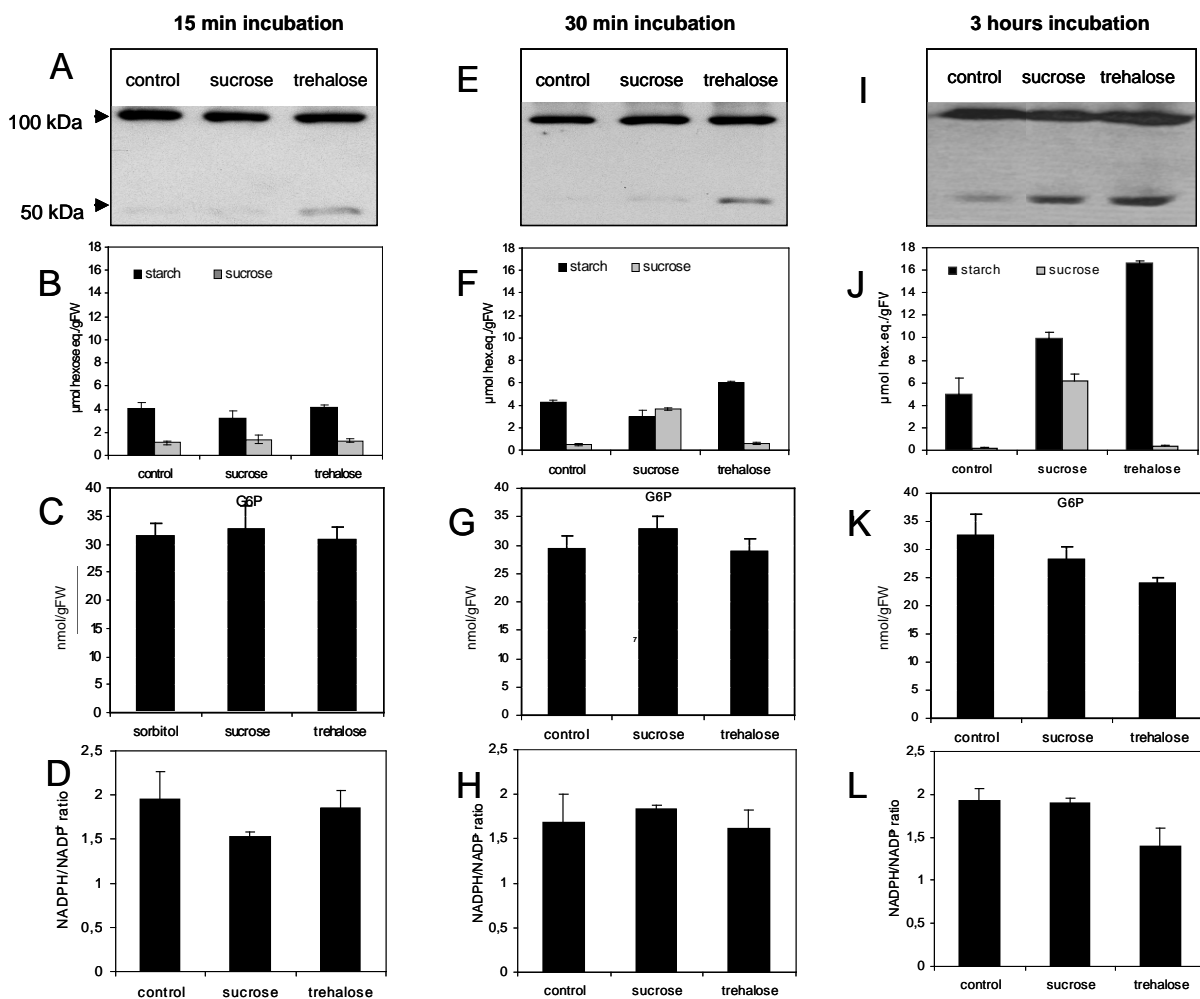 15 min incubation
30 min incubation
3 hours incubation
A
control sucrose trehalose
100 kDa
50 kDa
E
control sucrose trehalose
I
control sucrose trehalose
B
µmol hexose eq./gFW
18
16
14
12
10
8
6
4
2
0
starch sucrose
control sucrose trehalose
F
µmol hex.eq./gFW
18
16
14
12
10
8
6
4
2
0
starch sucrose
control sucrose trehalose
J
µmol hex.eq./gFV
18
16
14
12
10
8
6
4
2
0
starch sucrose
control sucrose trehalose
C
nmol/gFW
40
35
30
25
20
15
10
5
0
G6P
sorbitol sucrose trehalose
G
nmol/gFW
40
35
30
25
20
15
10
5
0
G6P
7
control sucrose trehalose
K
nmol/gFW
40
35
30
25
20
15
10
5
0
G6P
control sucrose trehalose
D
NADPH/NADP ratio
2,5
2
1,5
1
0,5
0
control sucrose trehalose
H
NADPH/NADP ratio
2,5
2
1,5
1
0,5
0
control sucrose trehalose
L
NADPH/NADP ratio
2,5
2
1,5
1
0,5
0
control sucrose trehalose